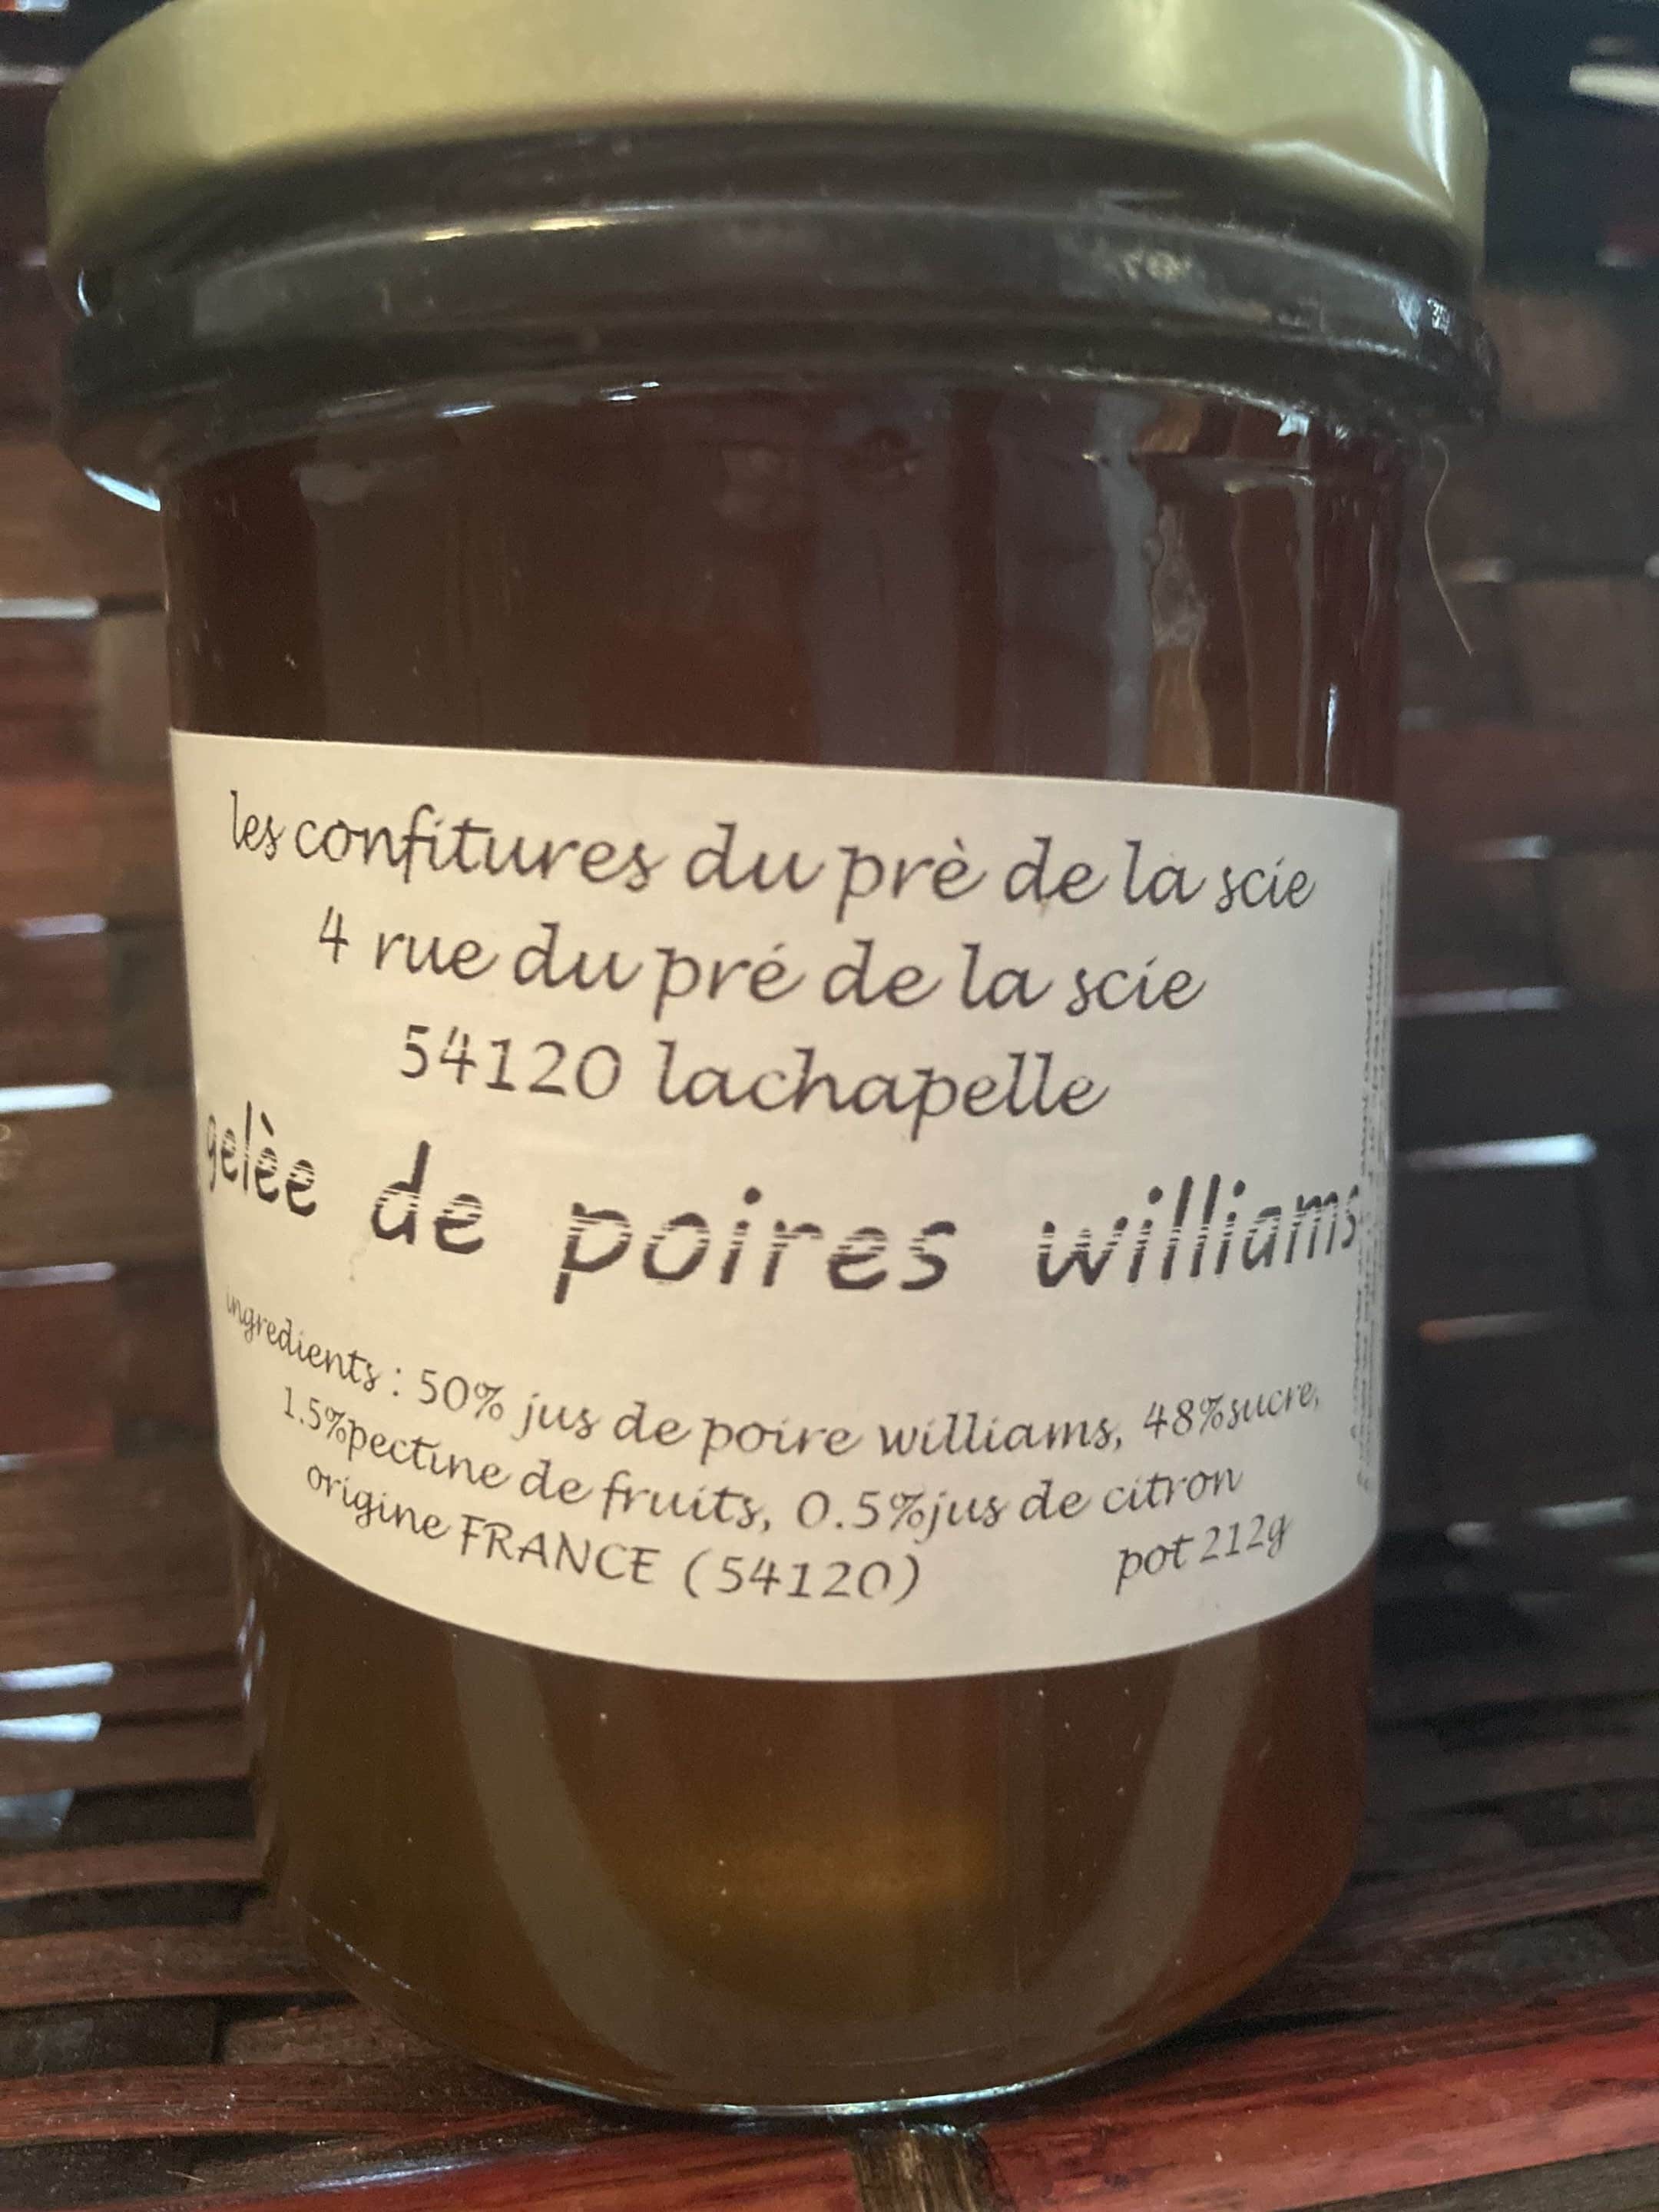 les confitures du prè de la scie
4 rue du pré de la scie
54120 lachapelle
gelèe de poires williams
ingredients : 50% jus de poire williams, 48%sucre,
1.5%pectine de fruits, 0.5%jus de citron
origine FRANCE (54120)
pot 212g